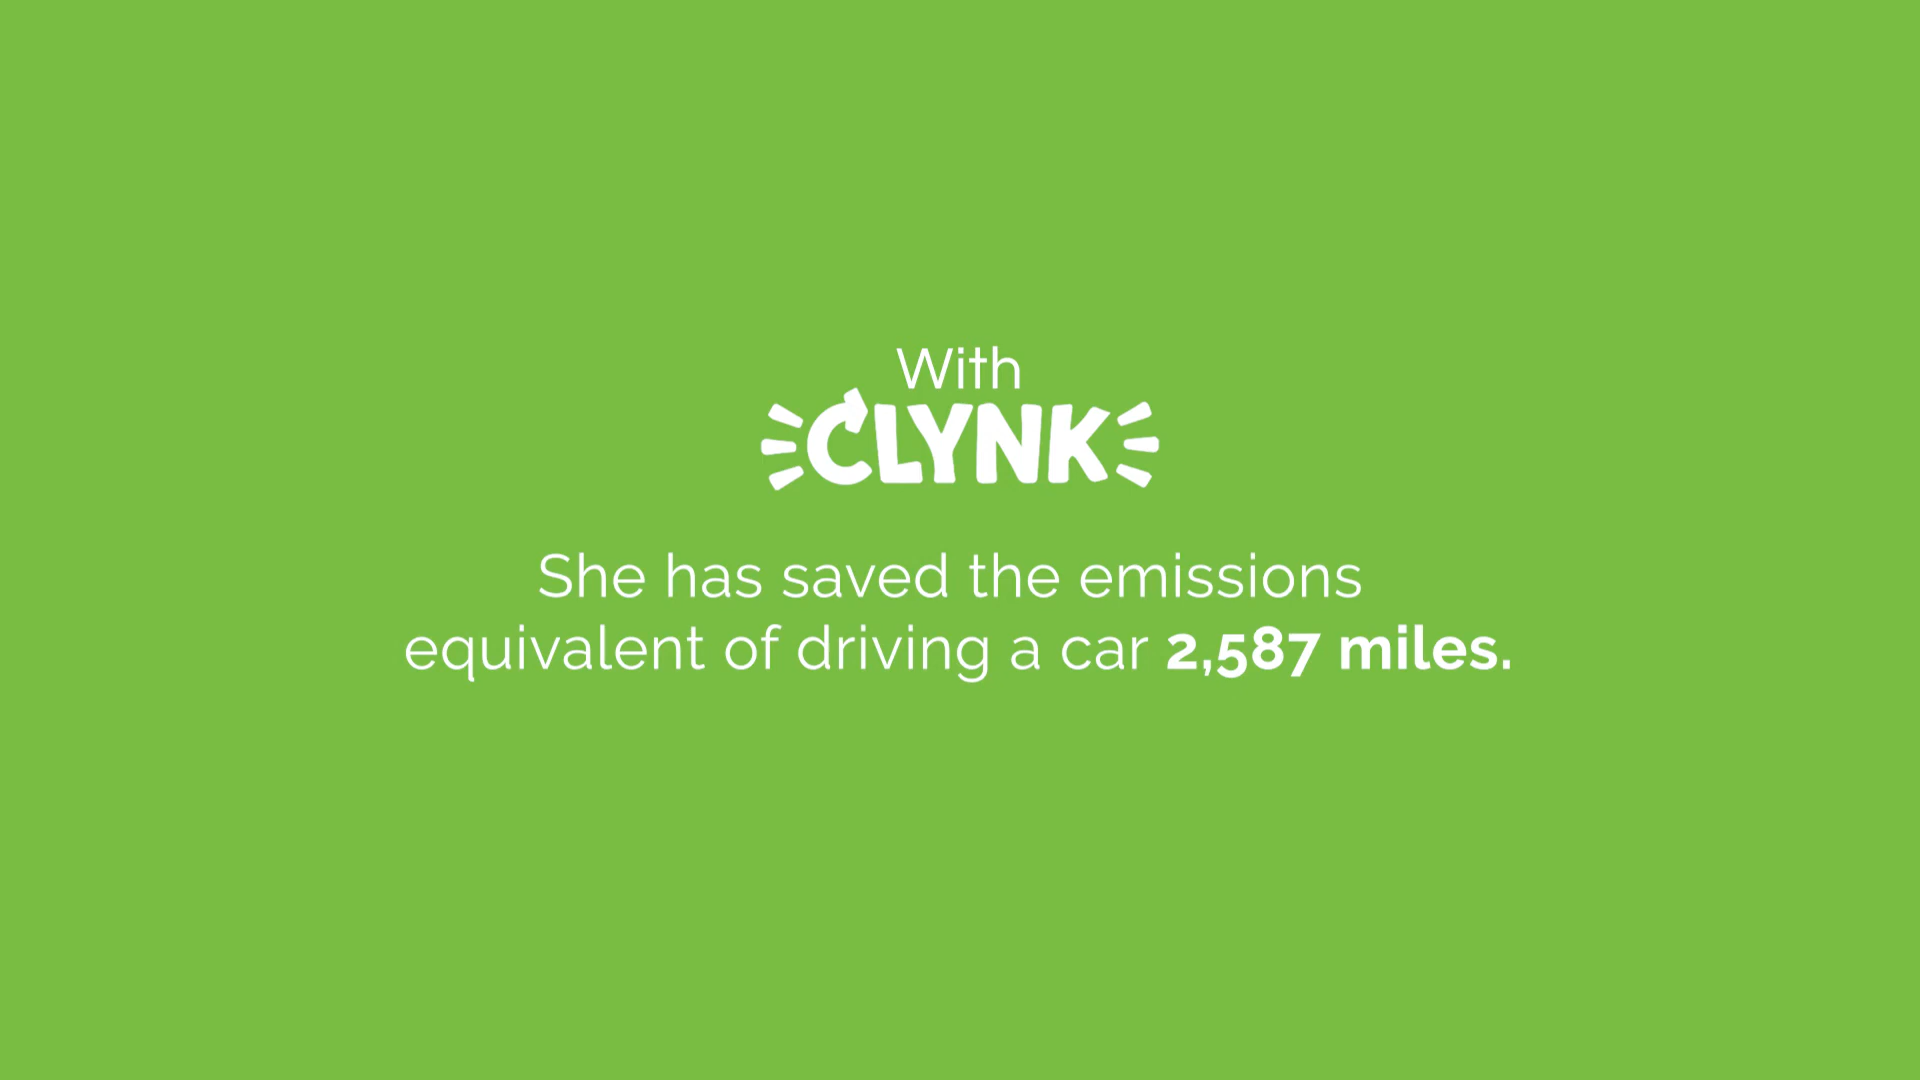 With
CLYNK
She has saved the emissions
equivalent of driving a car 2,587 miles.